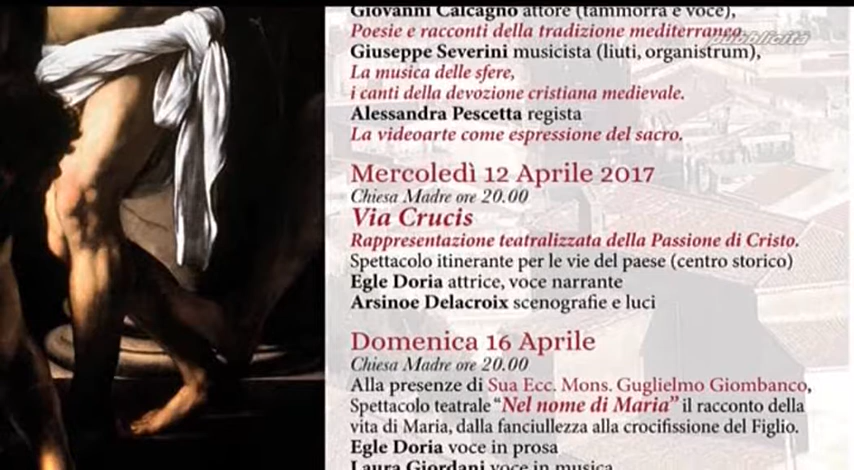 Giovanni Calcagno attore (tammorra e voce),
Poesie e racconti della tradizione mediterranea.
pubblicità
Giuseppe Severini musicista (liuti, organistrum),
La musica delle sfere,
i canti della devozione cristiana medievale.
Alessandra Pescetta regista
La videoarte come espressione del sacro.
Mercoledì 12 Aprile 2017
Chiesa Madre ore 20.00
Via Crucis
Rappresentazione teatralizzata della Passione di Cristo.
Spettacolo itinerante per le vie del paese (centro storico)
Egle Doria attrice, voce narrante
Arsinoe Delacroix scenografie e luci
Domenica 16 Aprile
Chiesa Madre ore 20.00
Alla presenze di Sua Ecc. Mons. Guglielmo Giombanco,
Spettacolo teatrale “Nel nome di Maria” il racconto della
vita di Maria, dalla fanciullezza alla crocifissione del Figlio.
Egle Doria voce in prosa
Laura Giordani voce in musica